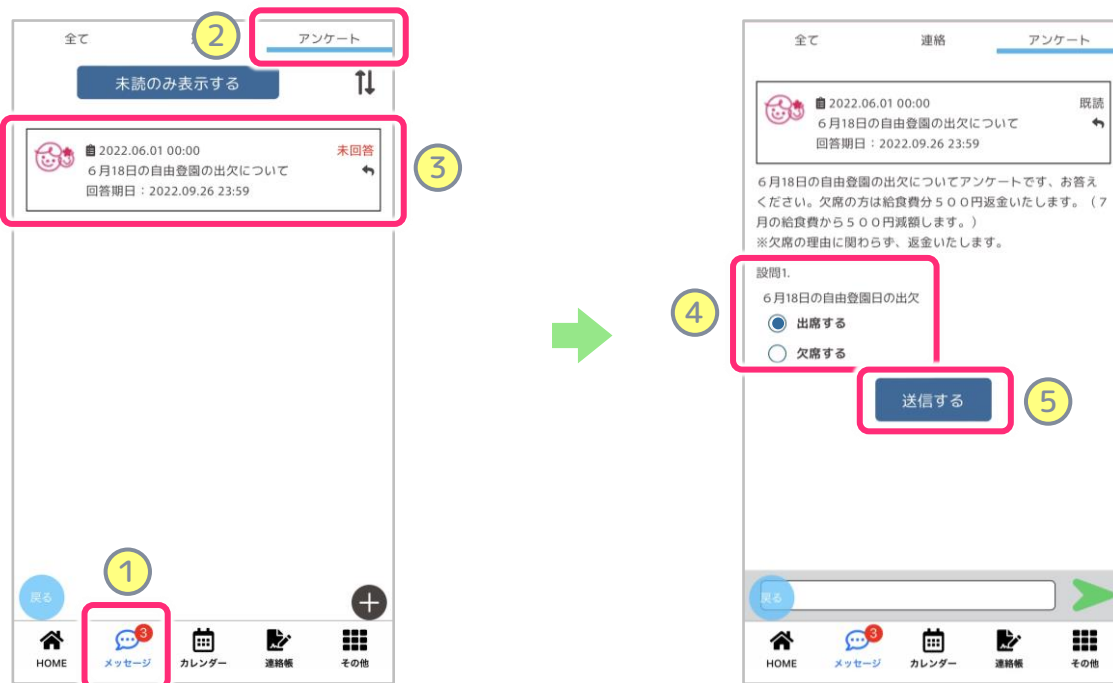 全て
②
アンケート
未読のみ表示する
2022.06.01 00:00
未回答
6月18日の自由登園の出欠について
回答期日：2022.09.26 23:59
③
①
戻る
3
HOME
メッセージ
カレンダー
連絡帳
その他
全て
連絡
アンケート
2022.06.01 00:00
既読
6月18日の自由登園の出欠について
回答期日：2022.09.26 23:59
6月18日の自由登園の出欠についてアンケートです、お答え
ください。欠席の方は給食費分５００円返金いたします。（７
月の給食費から５００円減額します。）
※欠席の理由に関わらず、返金いたします。
設問1.
6月18日の自由登園日の出欠
④
出席する
欠席する
送信する
⑤
戻る
3
HOME
メッセージ
カレンダー
連絡帳
その他